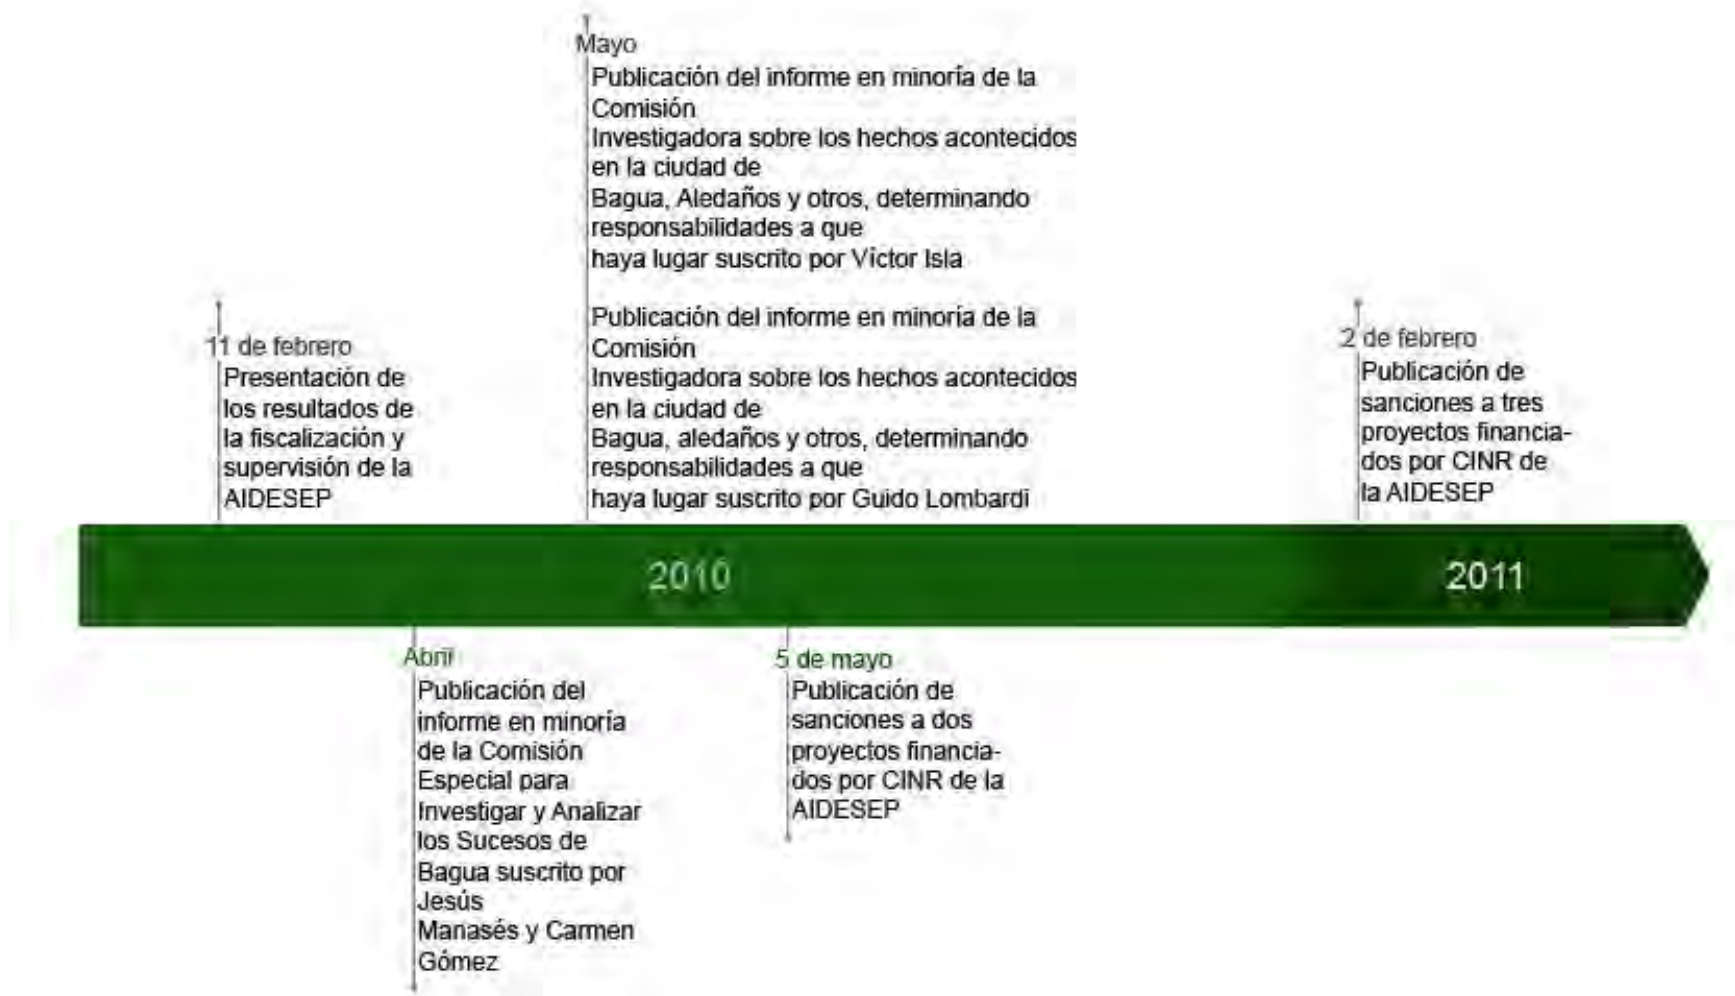 Mayo
Publicación del informe en minoría de la
Comisión
Investigadora sobre los hechos acontecidos
en la ciudad de
Bagua, Aledaños y otros, determinando
responsabilidades a que
haya lugar suscrito por Víctor Isla
Publicación del informe en minoría de la
Comisión
Investigadora sobre los hechos acontecidos
en la ciudad de
Bagua, aledaños y otros, determinando
responsabilidades a que
haya lugar suscrito por Guido Lombardi
11 de febrero
Presentación de
los resultados de
la fiscalización y
supervisión de la
AIDESEP
2 de febrero
Publicación de
sanciones a tres
proyectos financia-
dos por CINR de
la AIDESEP
2010
2011
Abril
Publicación del
informe en minoría
de la Comisión
Especial para
Investigar y Analizar
los Sucesos de
Bagua suscrito por
Jesús
Manasés y Carmen
Gómez
5 de mayo
Publicación de
sanciones a dos
proyectos financia-
dos por CINR de la
AIDESEP